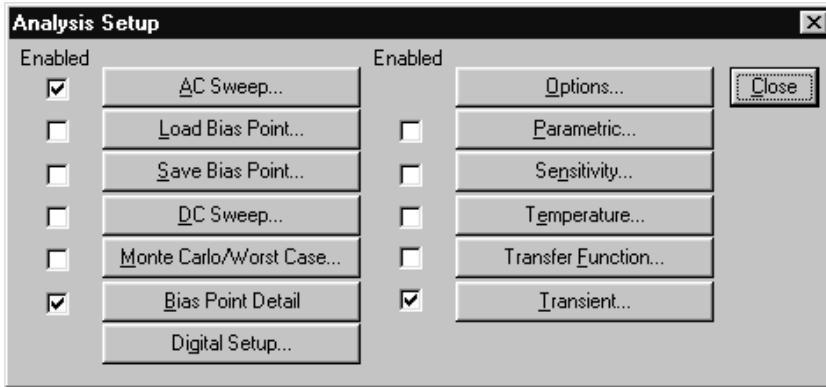 Analysis Setup
Enabled Enabled
AC Sweep... Options... Close
Load Bias Point... Parametric...
Save Bias Point... Sensitivity...
DC Sweep... Temperature...
Monte Carlo/Worst Case... Transfer Function...
Bias Point Detail Transient...
Digital Setup...